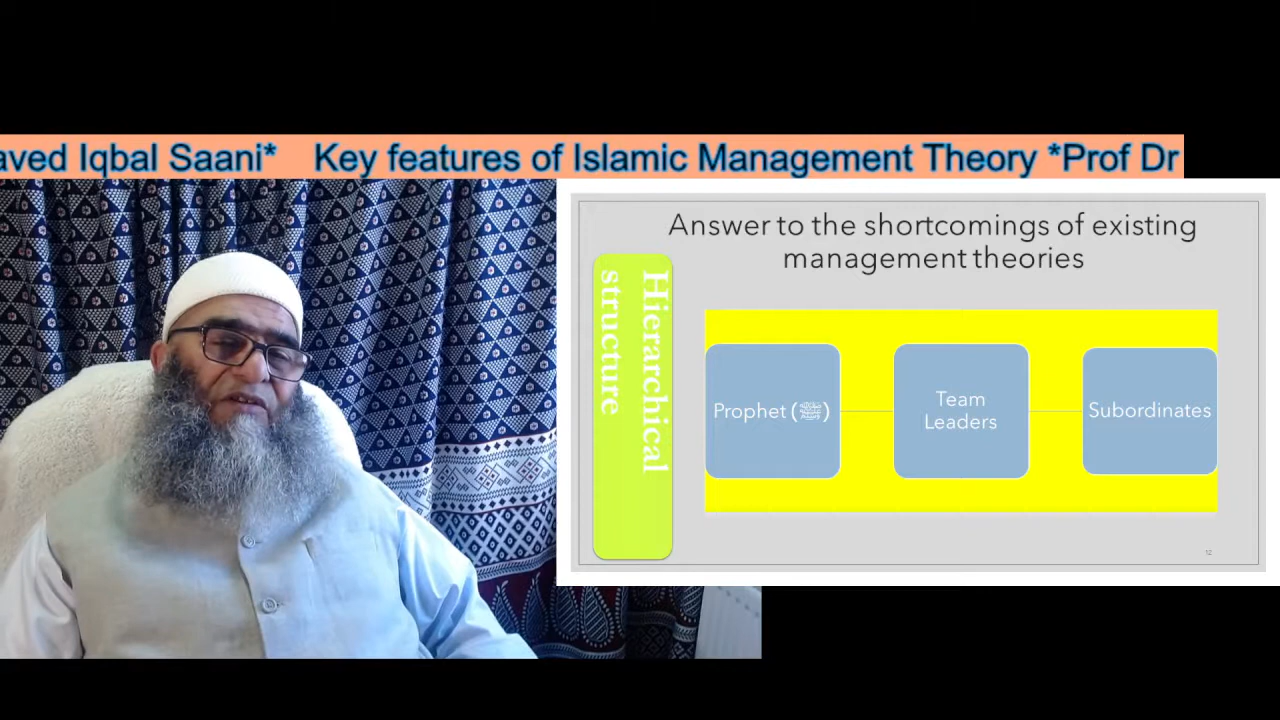 aved Iqbal Saani* Key features of Islamic Management Theory *Prof Dr
Answer to the shortcomings of existing
management theories
Hierarchical
structure
Prophet (ﷺ)
Team
Leaders
Subordinates
12